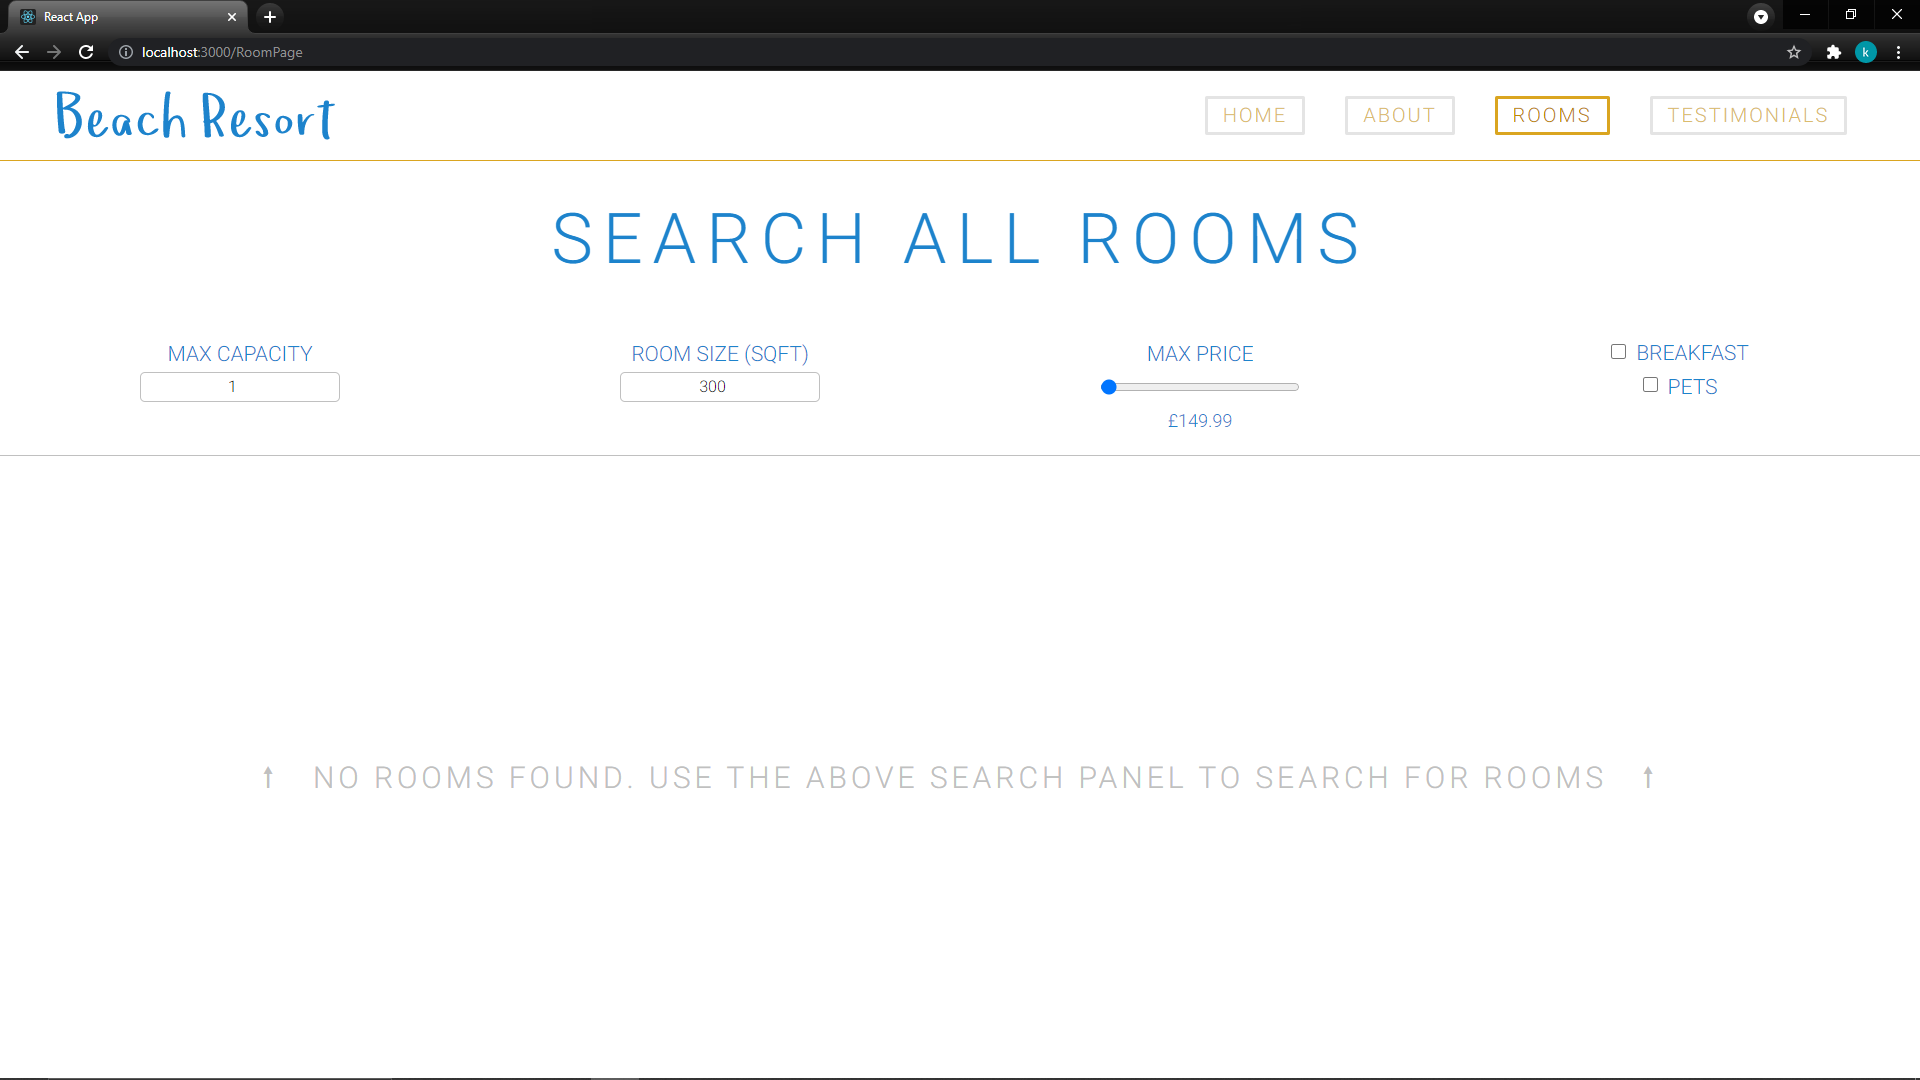 React App
localhost:3000/RoomPage
k
Beach Resort
HOME
ABOUT
ROOMS
TESTIMONIALS
SEARCH ALL ROOMS
MAX CAPACITY
1
ROOM SIZE (SQFT)
300
MAX PRICE
£149.99
BREAKFAST
PETS
NO ROOMS FOUND. USE THE ABOVE SEARCH PANEL TO SEARCH FOR ROOMS